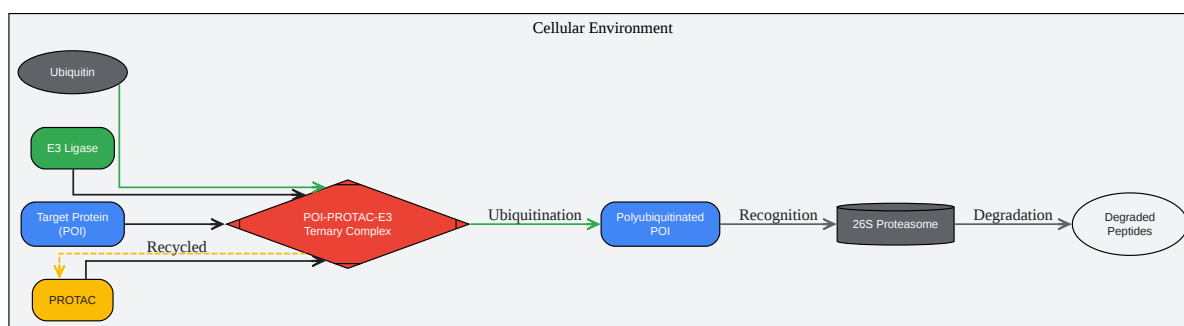 Cellular Environment
Ubiquitin
E3 Ligase
Target Protein
(POI)
POI-PROTAC-E3
Ternary Complex
Ubiquitination
Polyubiquitinated
POI
Recognition
26S Proteasome
Degradation
Degraded
Peptides
Recycled
PROTAC